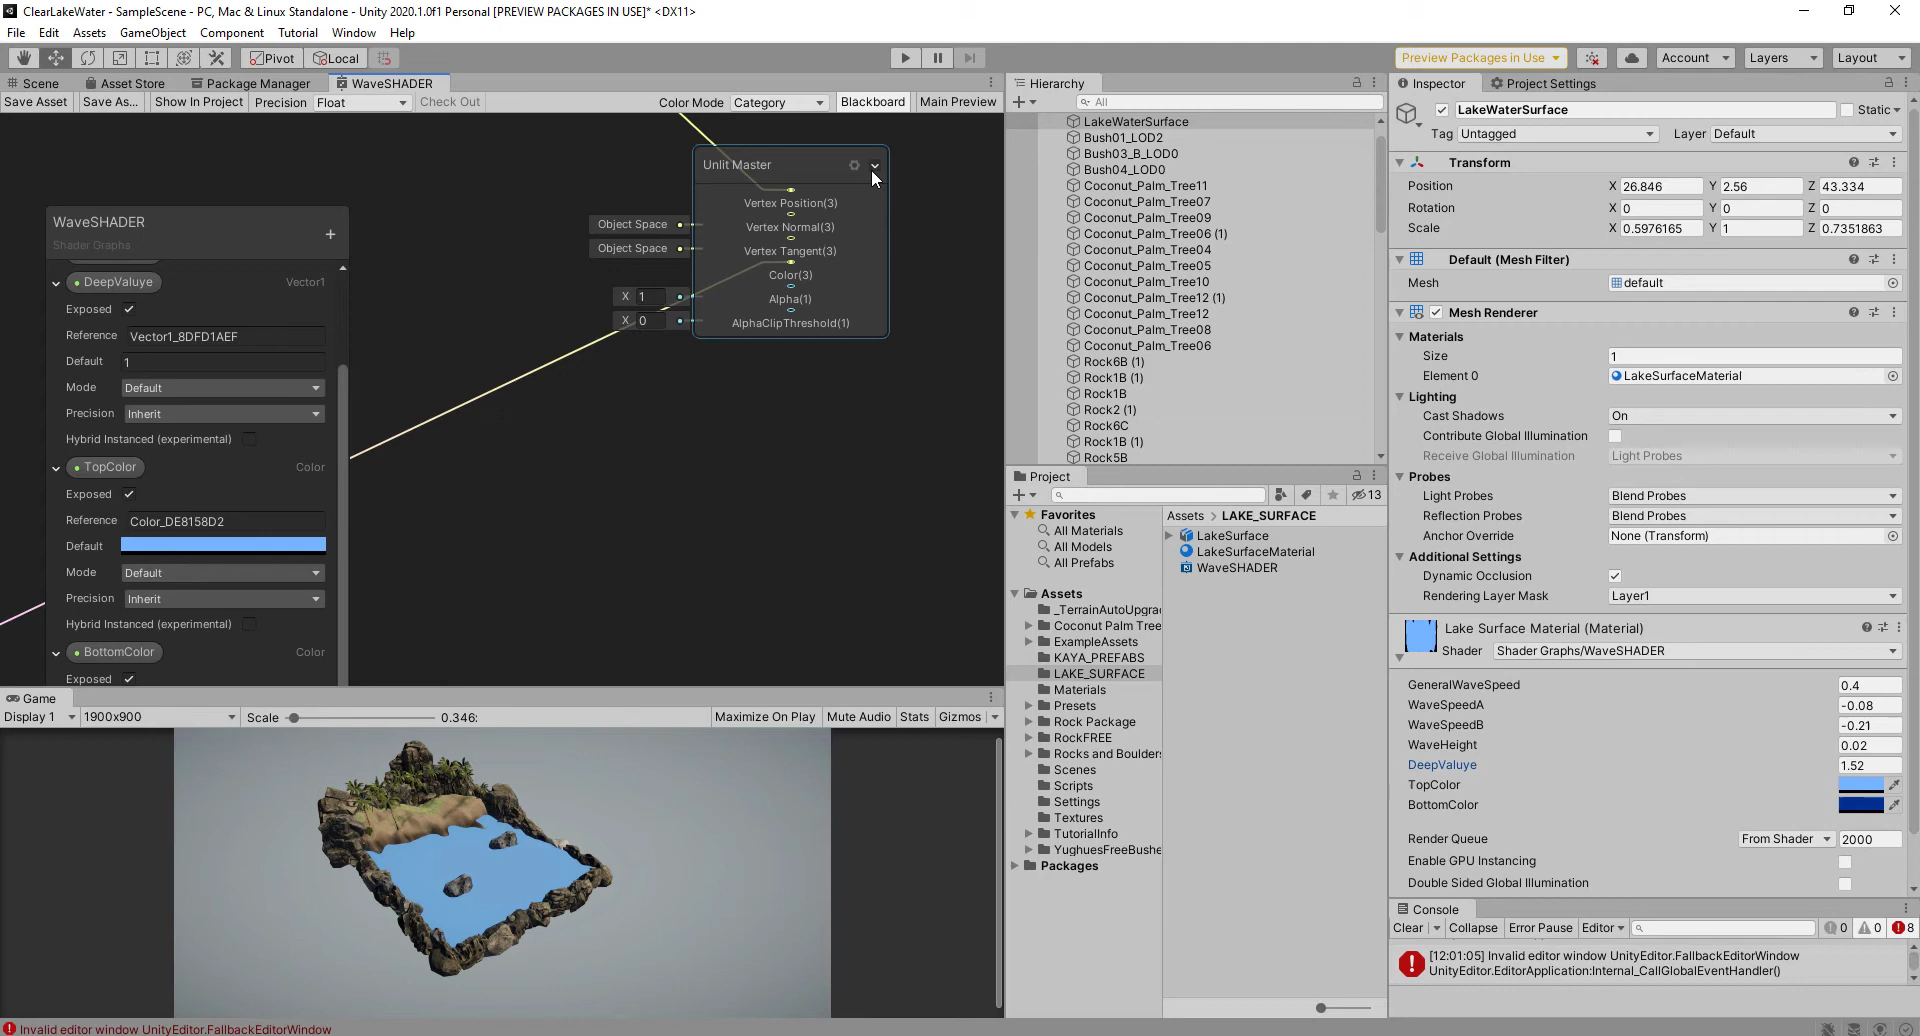 ClearLakeWater - SampleScene - PC, Mac & Linux Standalone - Unity 2020.1.0f1 Personal [PREVIEW PACKAGES IN USE]* <DX11>
File Edit Assets GameObject Component Tutorial Window Help
Pivot Local Preview Packages in Use Account Layers Layout
Scene Asset Store Package Manager WaveSHADER
Save Asset Save As... Show In Project Precision Float Check Out Color Mode Category Blackboard Main Preview
Unlit Master
Vertex Position(3)
Object Space Vertex Normal(3)
Object Space Vertex Tangent(3)
Color(3)
X 1 Alpha(1)
X 0 AlphaClipThreshold(1)
WaveSHADER
Shader Graphs
DeepValuye Vector1
Exposed
Reference Vector1_8DFD1AEF
Default 1
Mode Default
Precision Inherit
Hybrid Instanced (experimental)
TopColor Color
Exposed
Reference Color_DE8158D2
Default
Mode Default
Precision Inherit
Hybrid Instanced (experimental)
BottomColor Color
Exposed
Game
Display 1 1900x900 Scale 0.346: Maximize On Play Mute Audio Stats Gizmos
Hierarchy
All
LakeWaterSurface
Bush01_LOD2
Bush03_B_LOD0
Bush04_LOD0
Coconut_Palm_Tree11
Coconut_Palm_Tree07
Coconut_Palm_Tree09
Coconut_Palm_Tree06 (1)
Coconut_Palm_Tree04
Coconut_Palm_Tree05
Coconut_Palm_Tree10
Coconut_Palm_Tree12 (1)
Coconut_Palm_Tree12
Coconut_Palm_Tree08
Coconut_Palm_Tree06
Rock6B (1)
Rock1B (1)
Rock1B
Rock2 (1)
Rock6C
Rock1B (1)
Rock5B
Project
13
Favorites
All Materials
All Models
All Prefabs
Assets
_TerrainAutoUpgra
Coconut Palm Tree
ExampleAssets
KAYA_PREFABS
LAKE_SURFACE
Materials
Presets
Rock Package
RockFREE
Rocks and Boulder
Scenes
Scripts
Settings
Textures
TutorialInfo
YughuesFreeBushe
Packages
Assets > LAKE_SURFACE
LakeSurface
LakeSurfaceMaterial
WaveSHADER
Inspector Project Settings
LakeWaterSurface Static
Tag Untagged Layer Default
Transform
Position X 26.846 Y 2.56 Z 43.334
Rotation X 0 Y 0 Z 0
Scale X 0.5976165 Y 1 Z 0.7351863
Default (Mesh Filter)
Mesh default
Mesh Renderer
Materials
Size 1
Element 0 LakeSurfaceMaterial
Lighting
Cast Shadows On
Contribute Global Illumination
Receive Global Illumination Light Probes
Probes
Light Probes Blend Probes
Reflection Probes Blend Probes
Anchor Override None (Transform)
Additional Settings
Dynamic Occlusion
Rendering Layer Mask Layer1
Lake Surface Material (Material)
Shader Shader Graphs/WaveSHADER
GeneralWaveSpeed 0.4
WaveSpeedA -0.08
WaveSpeedB -0.21
WaveHeight 0.02
DeepValuye 1.52
TopColor
BottomColor
Render Queue From Shader 2000
Enable GPU Instancing
Double Sided Global Illumination
Console
Clear Collapse Error Pause Editor 0 0 8
[12:01:05] Invalid editor window UnityEditor.FallbackEditorWindow
UnityEditor.EditorApplication:Internal_CallGlobalEventHandler()
Invalid editor window UnityEditor.FallbackEditorWindow